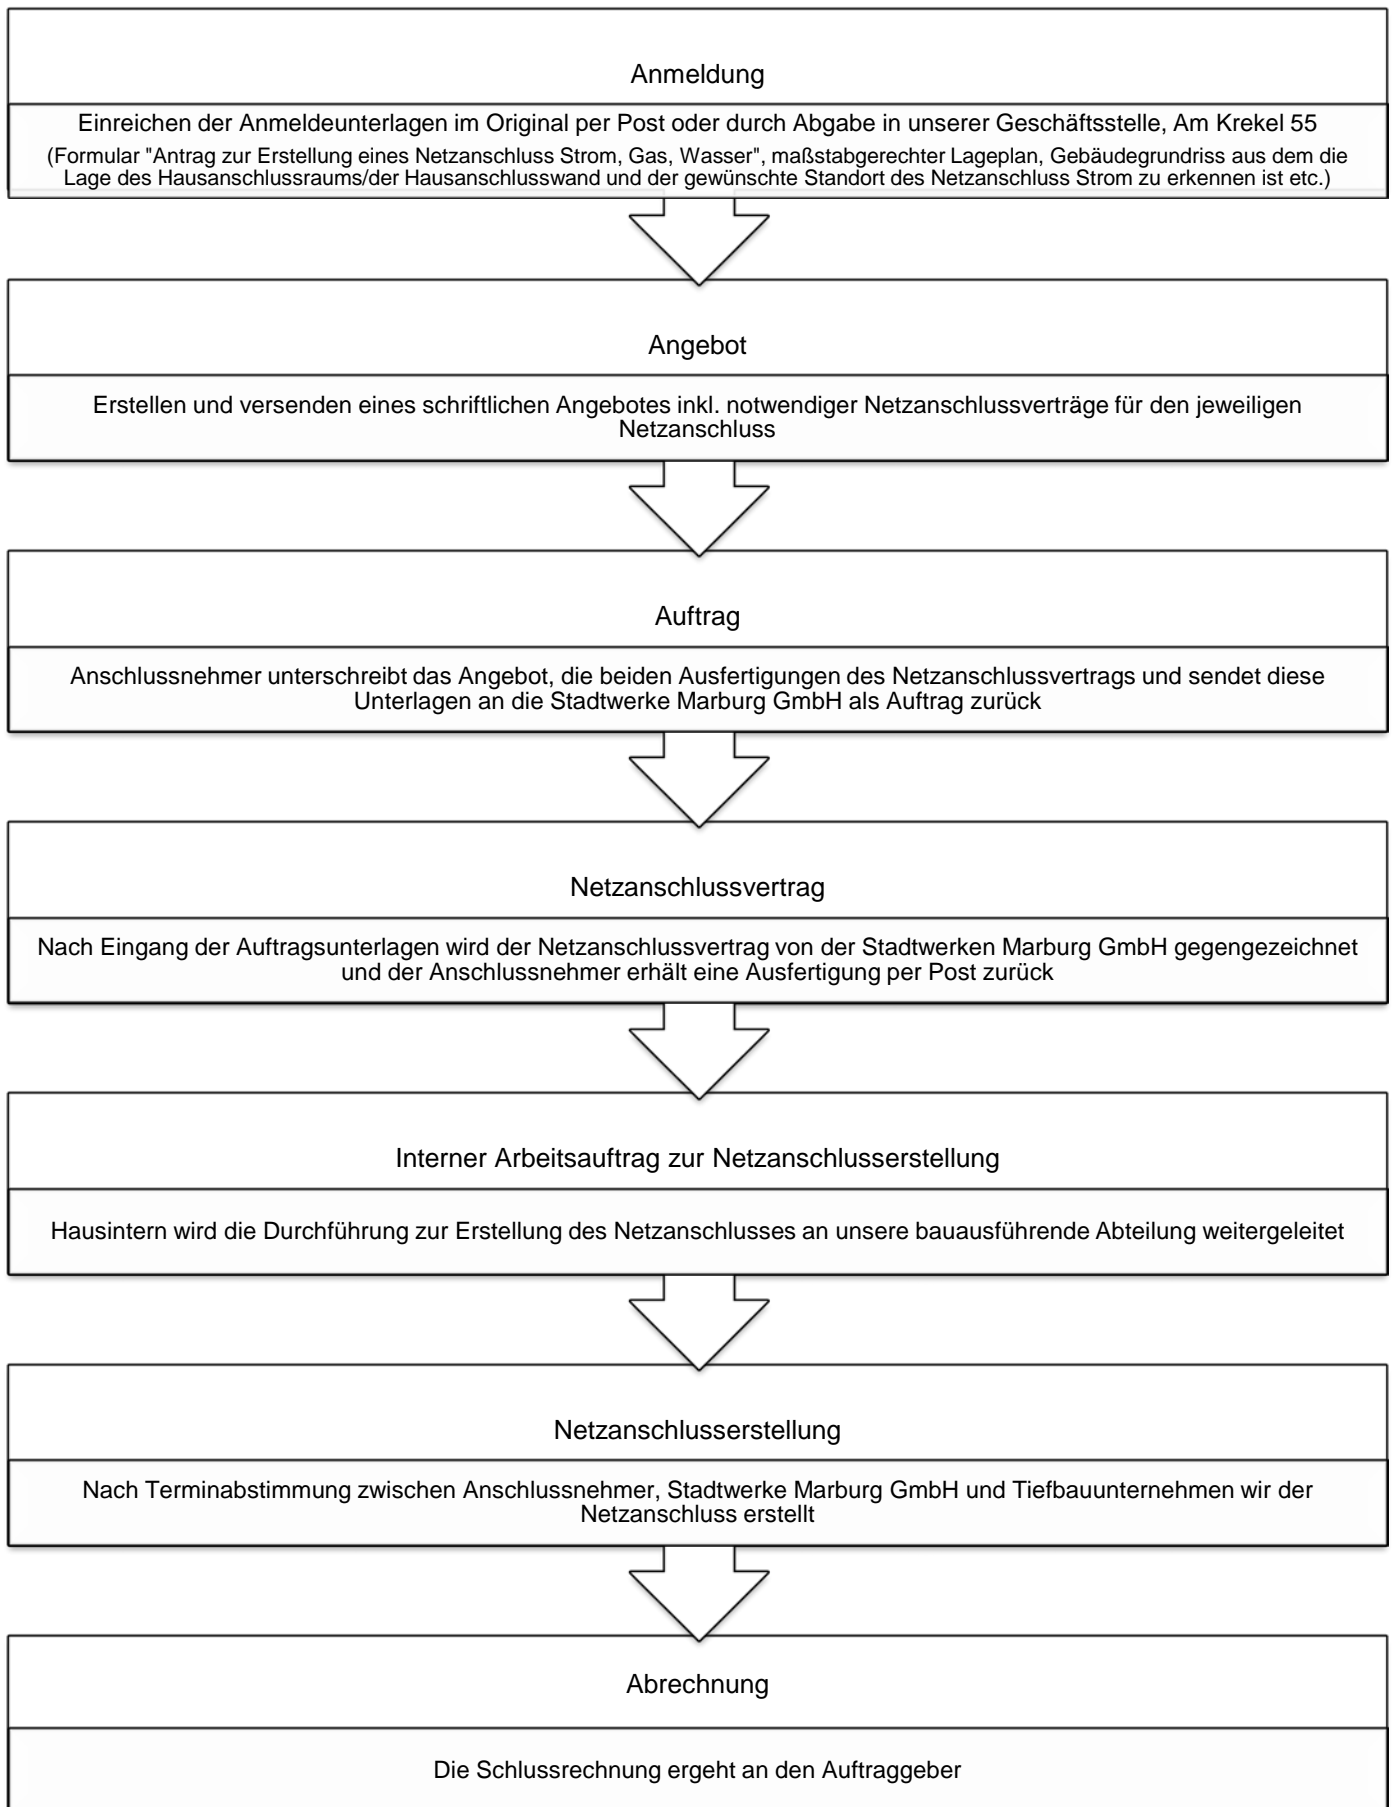 Anmeldung
Einreichen der Anmeldeunterlagen im Original per Post oder durch Abgabe in unserer Geschäftsstelle, Am Krekel 55
(Formular "Antrag zur Erstellung eines Netzanschluss Strom, Gas, Wasser", maßstabgerechter Lageplan, Gebäudegrundriss aus dem die
Lage des Hausanschlussraums/der Hausanschlusswand und der gewünschte Standort des Netzanschluss Strom zu erkennen ist etc.)
Angebot
Erstellen und versenden eines schriftlichen Angebotes inkl. notwendiger Netzanschlussverträge für den jeweiligen
Netzanschluss
Auftrag
Anschlussnehmer unterschreibt das Angebot, die beiden Ausfertigungen des Netzanschlussvertrags und sendet diese
Unterlagen an die Stadtwerke Marburg GmbH als Auftrag zurück
Netzanschlussvertrag
Nach Eingang der Auftragsunterlagen wird der Netzanschlussvertrag von der Stadtwerken Marburg GmbH gegengezeichnet
und der Anschlussnehmer erhält eine Ausfertigung per Post zurück
Interner Arbeitsauftrag zur Netzanschlusserstellung
Hausintern wird die Durchführung zur Erstellung des Netzanschlusses an unsere bauausführende Abteilung weitergeleitet
Netzanschlusserstellung
Nach Terminabstimmung zwischen Anschlussnehmer, Stadtwerke Marburg GmbH und Tiefbauunternehmen wir der
Netzanschluss erstellt
Abrechnung
Die Schlussrechnung ergeht an den Auftraggeber